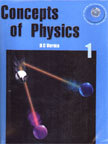 Concepts of Physics
H C Verma
1